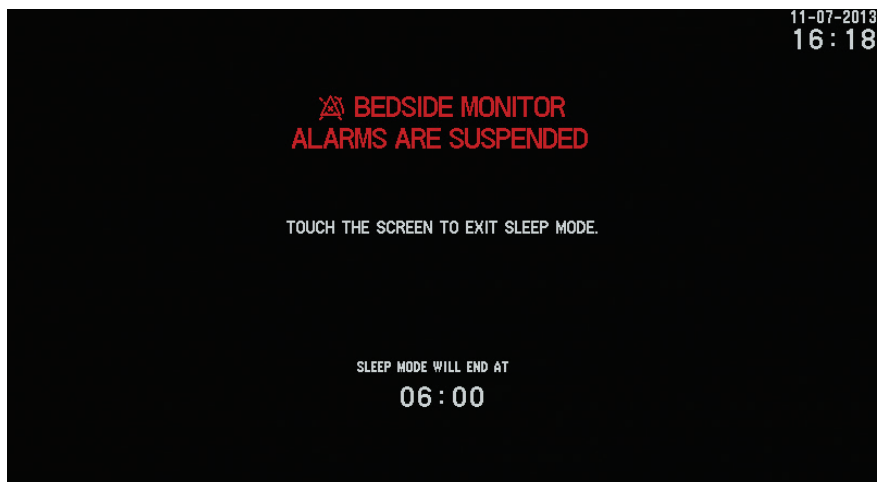 11-07-2013
16:18
BEDSIDE MONITOR
ALARMS ARE SUSPENDED
TOUCH THE SCREEN TO EXIT SLEEP MODE.
SLEEP MODE WILL END AT
06:00